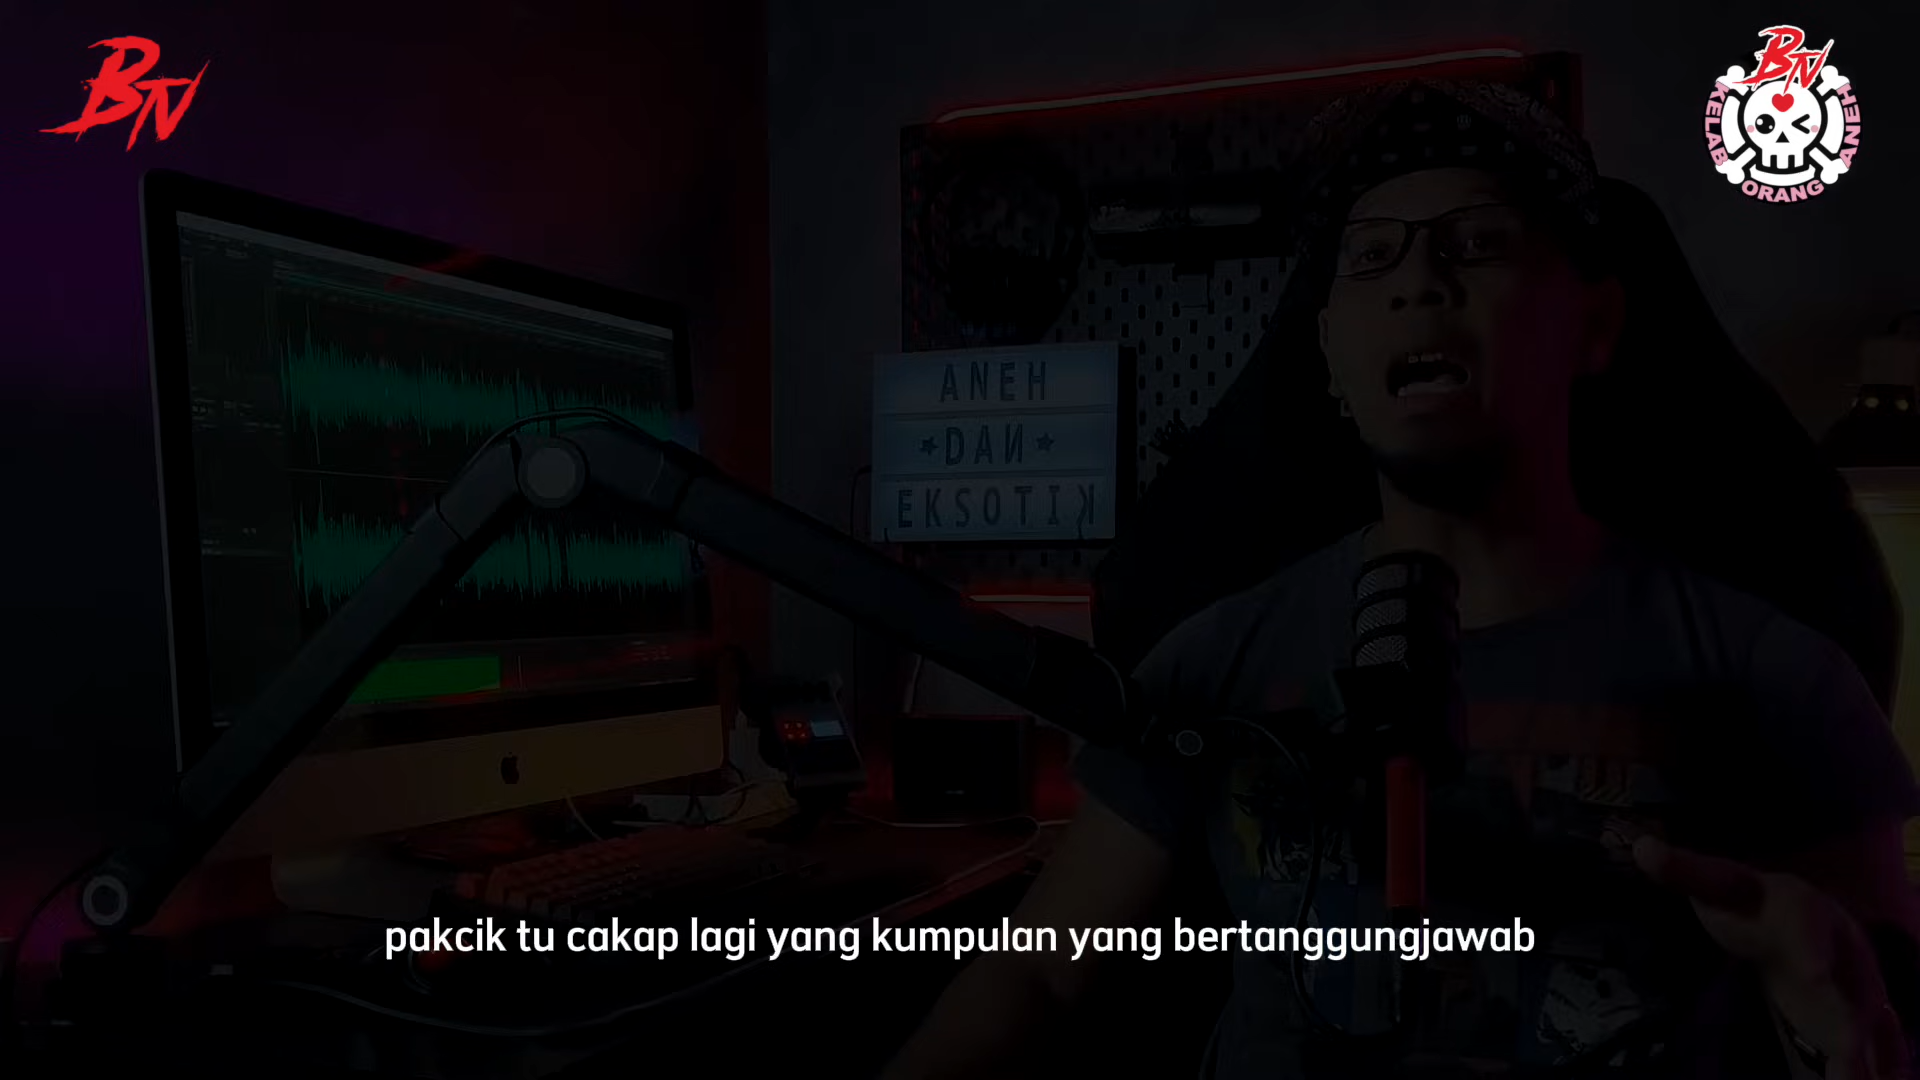 BN
BN
KELAB ORANG ANEH
ANEH
★DAN★
EKSOTIK
pakcik tu cakap lagi yang kumpulan yang bertanggungjawab